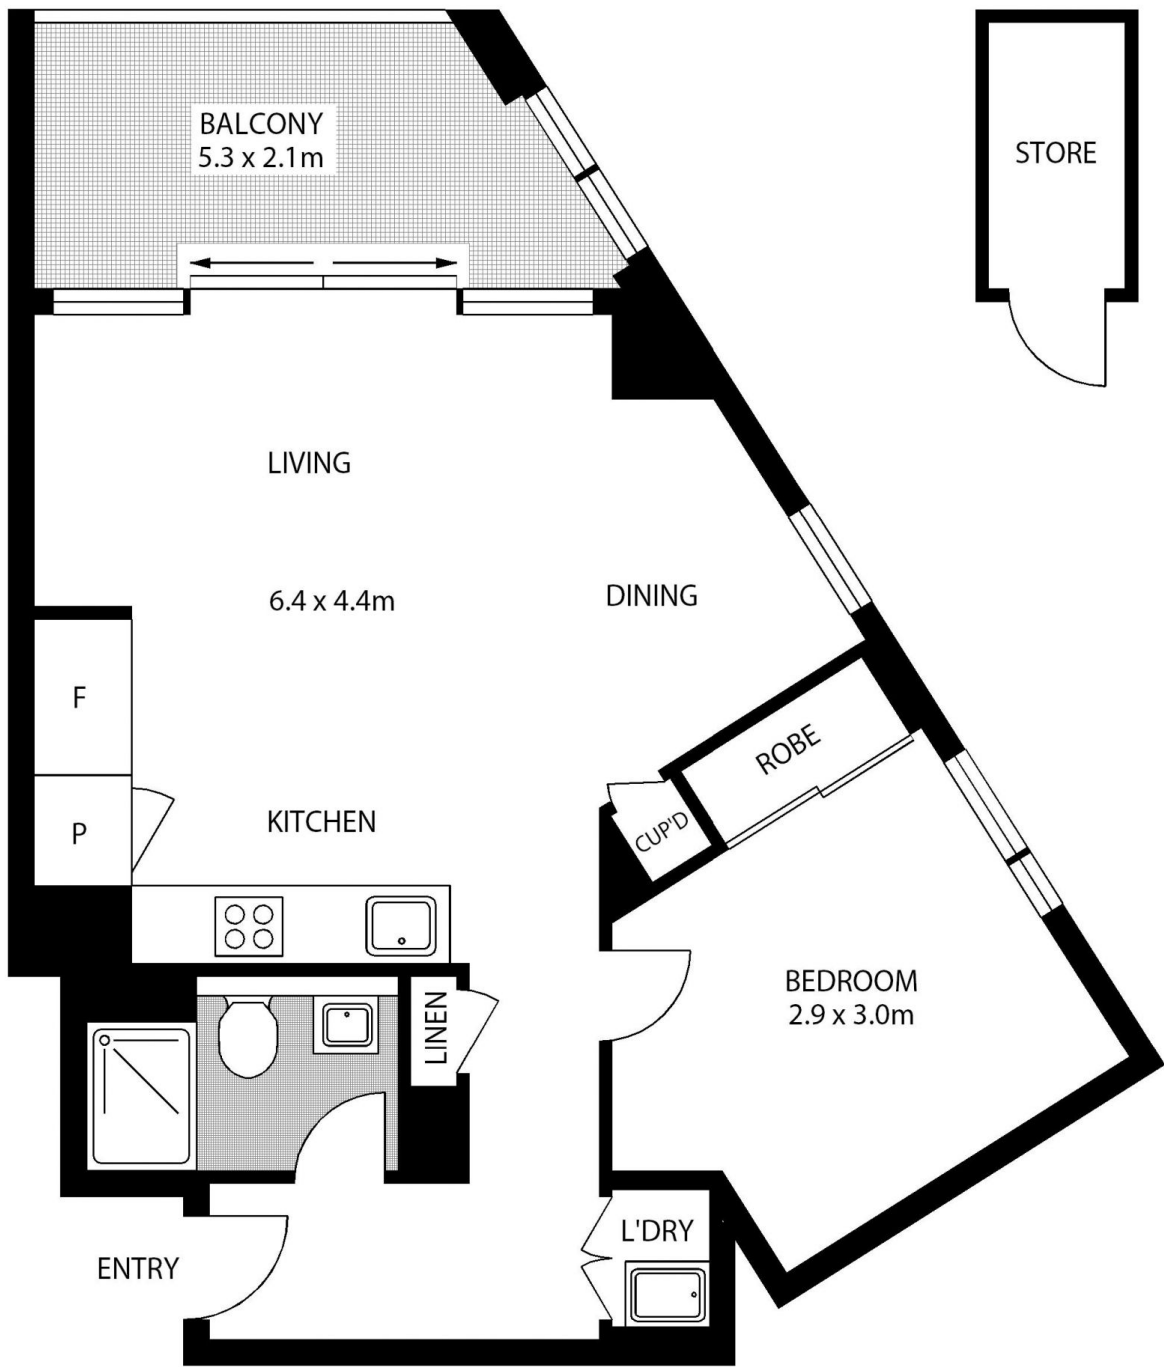 BALCONY
5.3 x 2.1m
STORE
LIVING
6.4 x 4.4m
DINING
F
P
KITCHEN
ROBE
CUP'D
BEDROOM
2.9 x 3.0m
LINEN
L'DRY
ENTRY